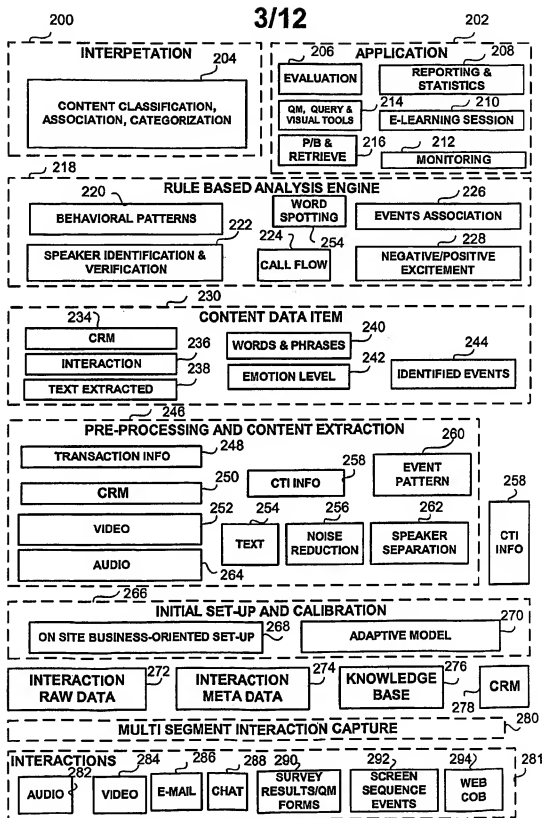 3/12
200
202
INTERPETATION
204
CONTENT CLASSIFICATION,
ASSOCIATION, CATEGORIZATION
APPLICATION
206
208
EVALUATION
REPORTING &
STATISTICS
QM, QUERY &
VISUAL TOOLS
214
210
E-LEARNING SESSION
P/B &
RETRIEVE
216
212
MONITORING
218
RULE BASED ANALYSIS ENGINE
220
BEHAVIORAL PATTERNS
WORD
SPOTTING
226
EVENTS ASSOCIATION
222
SPEAKER IDENTIFICATION &
VERIFICATION
224
254
CALL FLOW
228
NEGATIVE/POSITIVE
EXCITEMENT
230
CONTENT DATA ITEM
234
CRM
236
INTERACTION
238
TEXT EXTRACTED
240
WORDS & PHRASES
242
EMOTION LEVEL
244
IDENTIFIED EVENTS
246
PRE-PROCESSING AND CONTENT EXTRACTION
248
TRANSACTION INFO
260
EVENT
PATTERN
250
CRM
258
CTI INFO
252
VIDEO
254
TEXT
256
NOISE
REDUCTION
262
SPEAKER
SEPARATION
AUDIO
264
258
CTI
INFO
266
INITIAL SET-UP AND CALIBRATION
268
ON SITE BUSINESS-ORIENTED SET-UP
270
ADAPTIVE MODEL
272
INTERACTION
RAW DATA
274
INTERACTION
META DATA
276
KNOWLEDGE
BASE
278
CRM
280
MULTI SEGMENT INTERACTION CAPTURE
281
INTERACTIONS
282
AUDIO
284
VIDEO
286
E-MAIL
288
CHAT
290
SURVEY
RESULTS/QM
FORMS
292
SCREEN
SEQUENCE
EVENTS
294
WEB
COB